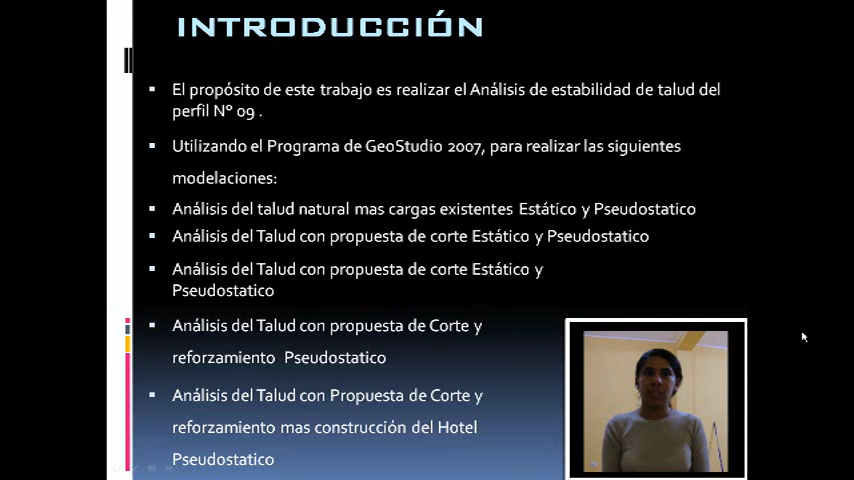 INTRODUCCIÓN
El propósito de este trabajo es realizar el Análisis de estabilidad de talud del
perfil N° 09 .
Utilizando el Programa de GeoStudio 2007, para realizar las siguientes
modelaciones:
Análisis del talud natural mas cargas existentes Estático y Pseudostatico
Análisis del Talud con propuesta de corte Estático y Pseudostatico
Análisis del Talud con propuesta de corte Estático y
Pseudostatico
Análisis del Talud con propuesta de Corte y
reforzamiento Pseudostatico
Análisis del Talud con Propuesta de Corte y
reforzamiento mas construcción del Hotel
Pseudostatico